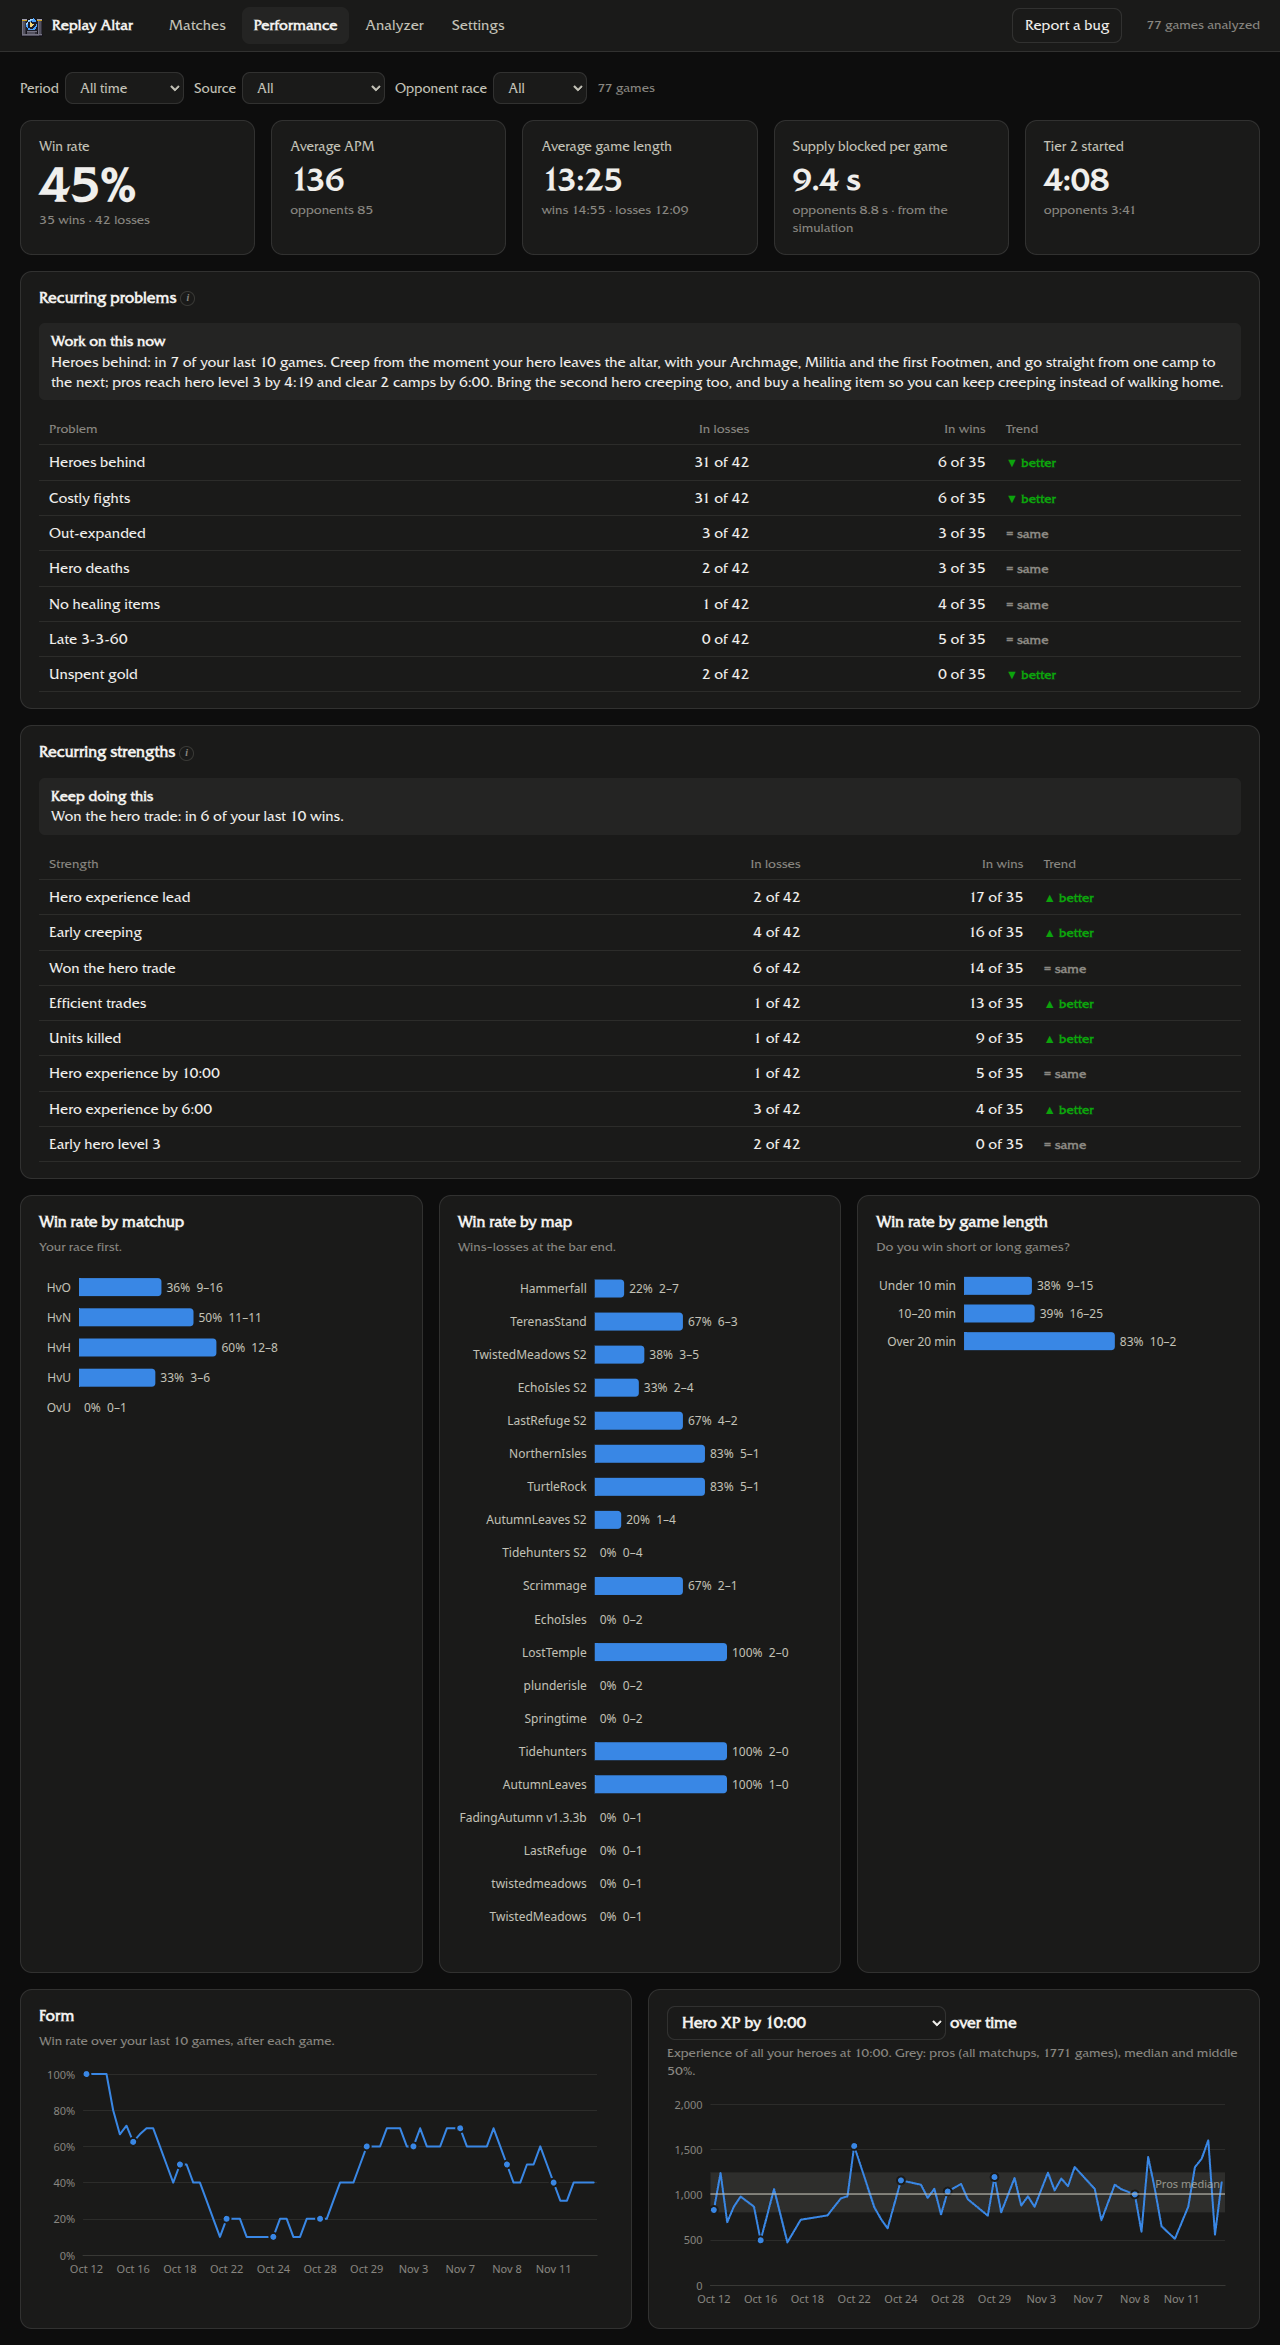 Replay Altar Matches Performance Analyzer Settings Report a bug 77 games analyzed
Period All time Source All Opponent race All 77 games
Win rate
45%
35 wins · 42 losses
Average APM
136
opponents 85
Average game length
13:25
wins 14:55 · losses 12:09
Supply blocked per game
9.4 s
opponents 8.8 s · from the
simulation
Tier 2 started
4:08
opponents 3:41
Recurring problems i
Work on this now
Heroes behind: in 7 of your last 10 games. Creep from the moment your hero leaves the altar, with your Archmage, Militia and the first Footmen, and go straight from one camp to
the next; pros reach hero level 3 by 4:19 and clear 2 camps by 6:00. Bring the second hero creeping too, and buy a healing item so you can keep creeping instead of walking home.
Problem In losses In wins Trend
Heroes behind 31 of 42 6 of 35 ▼ better
Costly fights 31 of 42 6 of 35 ▼ better
Out-expanded 3 of 42 3 of 35 = same
Hero deaths 2 of 42 3 of 35 = same
No healing items 1 of 42 4 of 35 = same
Late 3-3-60 0 of 42 5 of 35 = same
Unspent gold 2 of 42 0 of 35 ▼ better
Recurring strengths i
Keep doing this
Won the hero trade: in 6 of your last 10 wins.
Strength In losses In wins Trend
Hero experience lead 2 of 42 17 of 35 ▲ better
Early creeping 4 of 42 16 of 35 ▲ better
Won the hero trade 6 of 42 14 of 35 = same
Efficient trades 1 of 42 13 of 35 ▲ better
Units killed 1 of 42 9 of 35 ▲ better
Hero experience by 10:00 1 of 42 5 of 35 = same
Hero experience by 6:00 3 of 42 4 of 35 ▲ better
Early hero level 3 2 of 42 0 of 35 = same
Win rate by matchup
Your race first.
HvO 36% 9–16
HvN 50% 11–11
HvH 60% 12–8
HvU 33% 3–6
OvU 0% 0–1
Win rate by map
Wins–losses at the bar end.
Hammerfall 22% 2–7
TerenasStand 67% 6–3
TwistedMeadows S2 38% 3–5
EchoIsles S2 33% 2–4
LastRefuge S2 67% 4–2
NorthernIsles 83% 5–1
TurtleRock 83% 5–1
AutumnLeaves S2 20% 1–4
Tidehunters S2 0% 0–4
Scrimmage 67% 2–1
EchoIsles 0% 0–2
LostTemple 100% 2–0
plunderisle 0% 0–2
Springtime 0% 0–2
Tidehunters 100% 2–0
AutumnLeaves 100% 1–0
FadingAutumn v1.3.3b 0% 0–1
LastRefuge 0% 0–1
twistedmeadows 0% 0–1
TwistedMeadows 0% 0–1
Win rate by game length
Do you win short or long games?
Under 10 min 38% 9–15
10–20 min 39% 16–25
Over 20 min 83% 10–2
Form
Win rate over your last 10 games, after each game.
100%
80%
60%
40%
20%
0%
Oct 12 Oct 16 Oct 18 Oct 22 Oct 24 Oct 28 Oct 29 Nov 3 Nov 7 Nov 8 Nov 11
Hero XP by 10:00 over time
Experience of all your heroes at 10:00. Grey: pros (all matchups, 1771 games), median and middle
50%.
2,000
1,500
Pros median
1,000
500
0
Oct 12 Oct 16 Oct 18 Oct 22 Oct 24 Oct 28 Oct 29 Nov 3 Nov 7 Nov 8 Nov 11